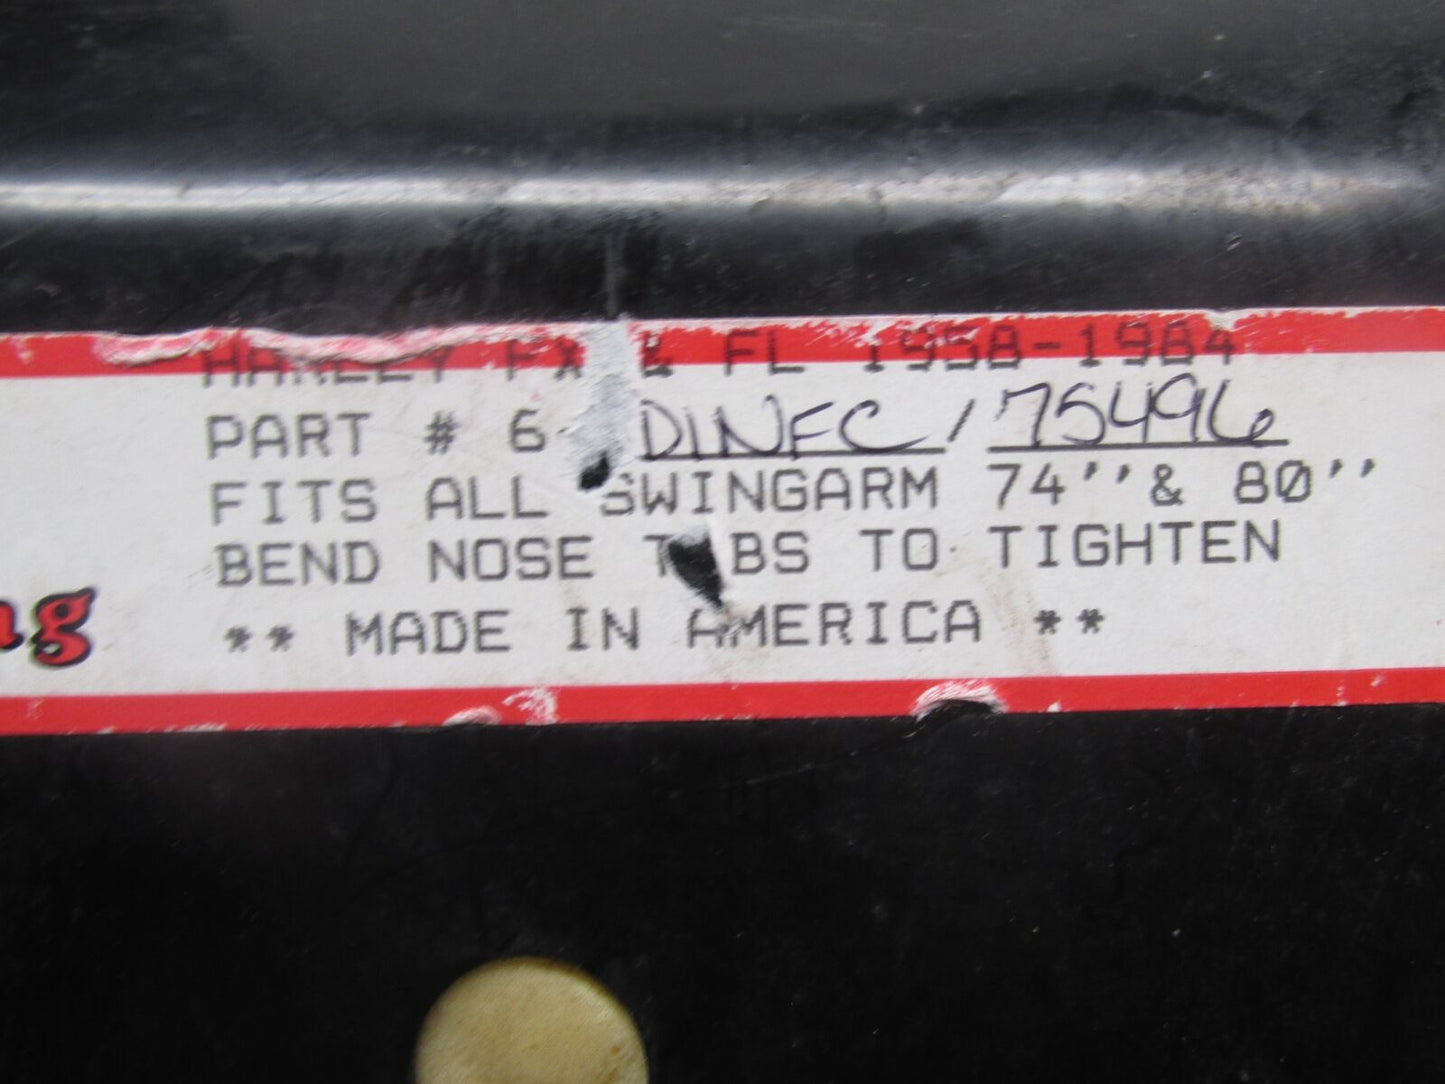 HARLEY FX & FL 1958-1984
PART # 6- DINFC / 75496
FITS ALL SWINGARM 74''& 80''
BEND NOSE TABS TO TIGHTEN
** MADE IN AMERICA **